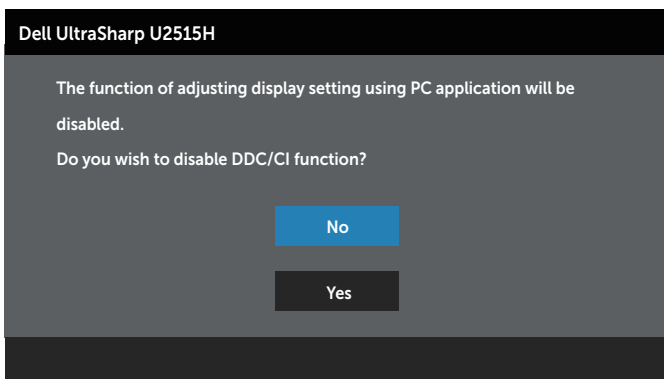 Dell UltraSharp U2515H
The function of adjusting display setting using PC application will be
disabled.
Do you wish to disable DDC/CI function?
No
Yes